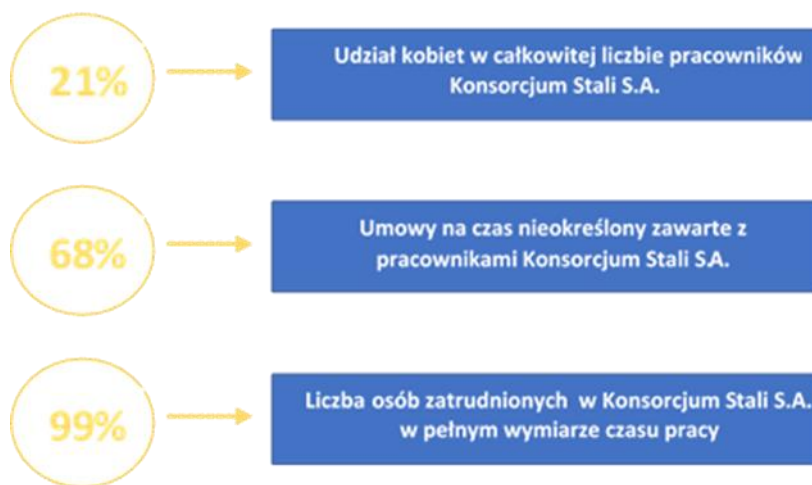 21%
Udział kobiet w całkowitej liczbie pracowników
Konsorcjum Stali S.A.
68%
Umowy na czas nieokreślony zawarte z
pracownikami Konsorcjum Stali S.A.
99%
Liczba osób zatrudnionych w Konsorcjum Stali S.A.
w pełnym wymiarze czasu pracy